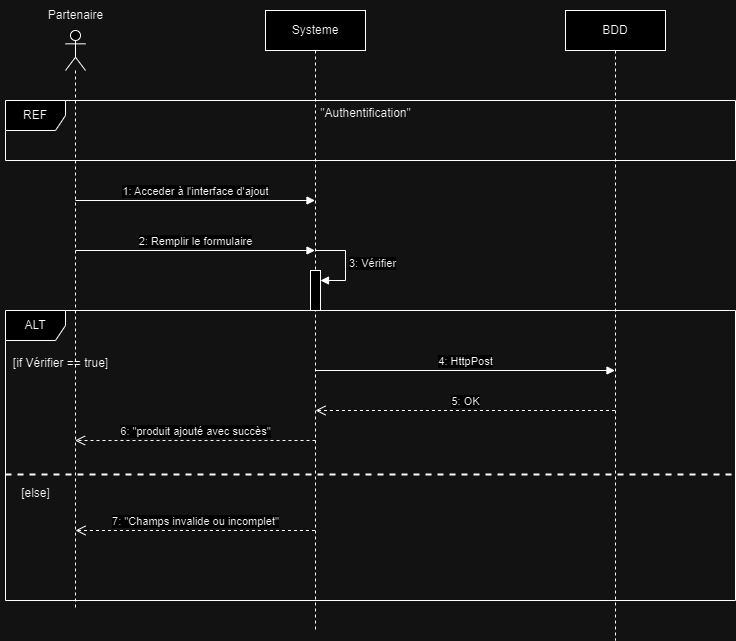 Partenaire
Systeme
BDD
REF
"Authentification"
1: Acceder à l'interface d'ajout
2: Remplir le formulaire
3: Vérifier
ALT
[if Vérifier == true]
4: HttpPost
5: OK
6: "produit ajouté avec succès"
[else]
7: "Champs invalide ou incomplet"